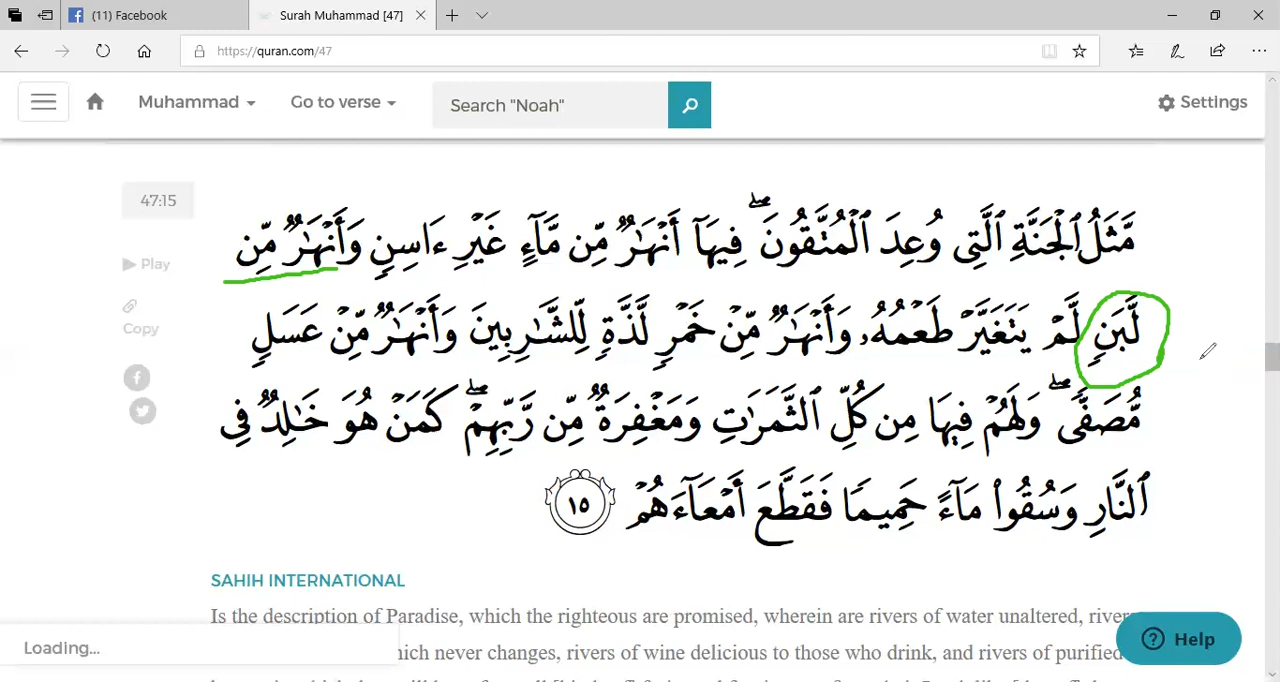 (11) Facebook
Surah Muhammad [47]
https://quran.com/47
Muhammad
Go to verse
Search "Noah"
Settings
47:15
Play
Copy
مَّثَلُ ٱلْجَنَّةِ ٱلَّتِى وُعِدَ ٱلْمُتَّقُونَ ۖ فِيهَآ أَنْهَـٰرٌ مِّن مَّآءٍ غَيْرِ ءَاسِنٍ وَأَنْهَـٰرٌ مِّن
لَّبَنٍ لَّمْ يَتَغَيَّرْ طَعْمُهُۥ وَأَنْهَـٰرٌ مِّنْ خَمْرٍ لَّذَّةٍ لِّلشَّـٰرِبِينَ وَأَنْهَـٰرٌ مِّنْ عَسَلٍ
مُّصَفًّى ۖ وَلَهُمْ فِيهَا مِن كُلِّ ٱلثَّمَرَٰتِ وَمَغْفِرَةٌ مِّن رَّبِّهِمْ ۖ كَمَنْ هُوَ خَـٰلِدٌ فِى
ٱلنَّارِ وَسُقُوا۟ مَآءً حَمِيمًا فَقَطَّعَ أَمْعَآءَهُمْ ١٥
SAHIH INTERNATIONAL
Is the description of Paradise, which the righteous are promised, wherein are rivers of water unaltered,
which never changes, rivers of wine delicious to those who drink, and rivers of purified
Loading...
Help